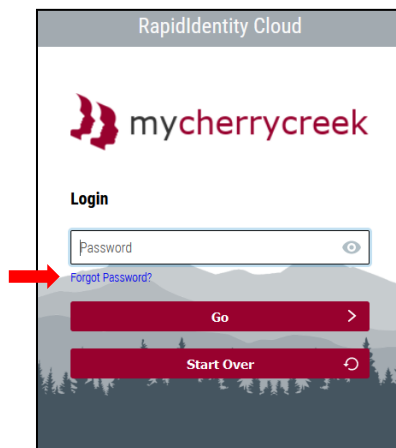 RapidIdentity Cloud
mycherrycreek
Login
Password
Forgot Password?
Go
Start Over